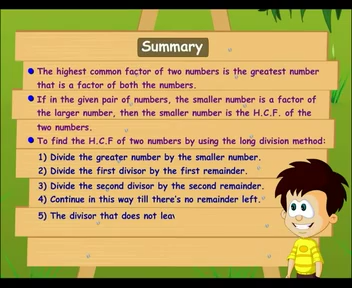 Summary
The highest common factor of two numbers is the greatest number
that is a factor of both the numbers.
If in the given pair of numbers, the smaller number is a factor of
the larger number, then the smaller number is the H.C.F. of the
two numbers.
To find the H.C.F of two numbers by using the long division method:
1) Divide the greater number by the smaller number.
2) Divide the first divisor by the first remainder.
3) Divide the second divisor by the second remainder.
4) Continue in this way till there's no remainder left.
5) The divisor that does not lea